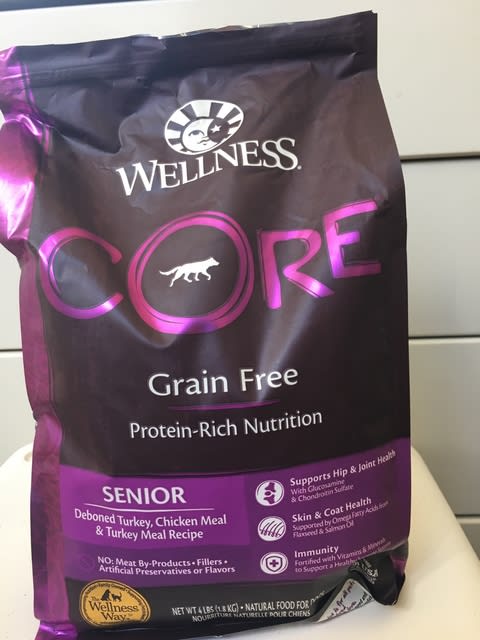 WELLNESS®
CORE
Grain Free
Protein-Rich Nutrition
SENIOR
Deboned Turkey, Chicken Meal
& Turkey Meal Recipe
NO: Meat By-Products • Fillers •
Artificial Preservatives or Flavors
Supports Hip & Joint Health
With Glucosamine
& Chondroitin Sulfate
Skin & Coat Health
Supported by Omega Fatty Acids from
Flaxseed & Salmon Oil
Immunity
Fortified with Vitamins & Minerals
to Support a Healthy
The
Wellness
Way
NET WT 4 LBS (1.8 KG) • NATURAL FOOD FOR
NOURRITURE NATURELLE POUR CHIENS